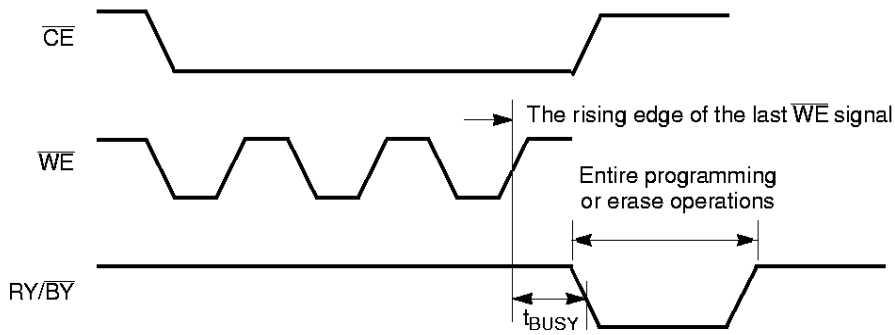 CE
The rising edge of the last WE signal
WE
Entire programming
or erase operations
RY/BY
tBUSY